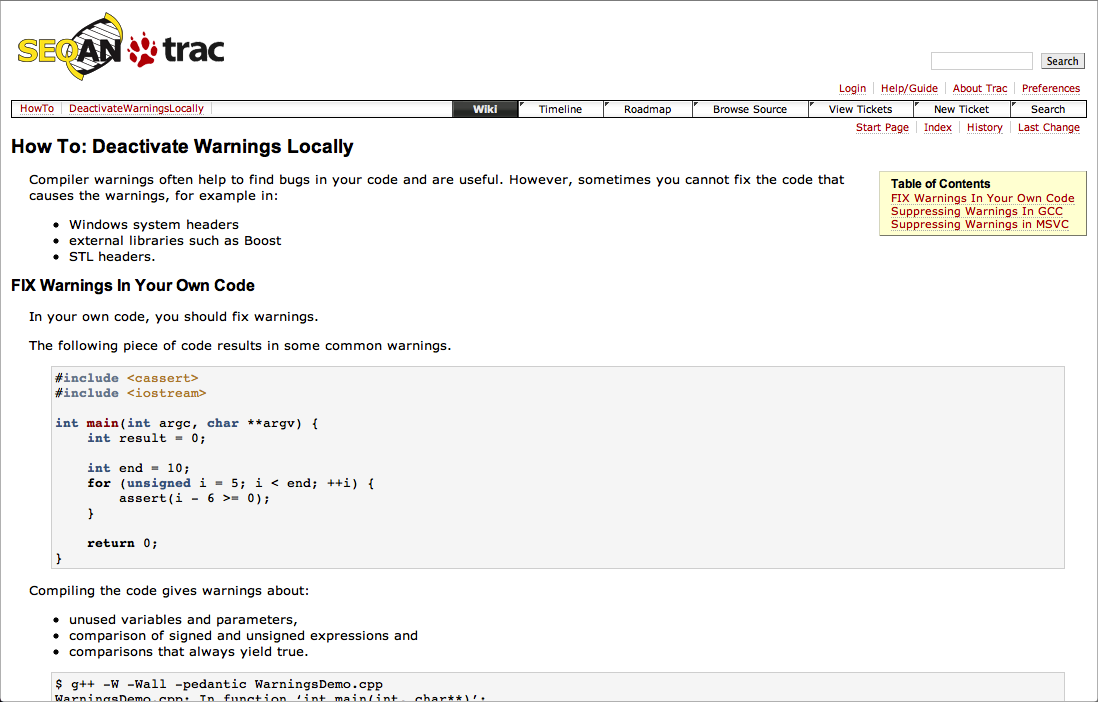 SEQAN trac
Search
Login Help/Guide About Trac Preferences
HowTo DeactivateWarningsLocally Wiki Timeline Roadmap Browse Source View Tickets New Ticket Search
Start Page Index History Last Change
How To: Deactivate Warnings Locally
Compiler warnings often help to find bugs in your code and are useful. However, sometimes you cannot fix the code that
causes the warnings, for example in:
Table of Contents
FIX Warnings In Your Own Code
Suppressing Warnings In GCC
Suppressing Warnings in MSVC
• Windows system headers
• external libraries such as Boost
• STL headers.
FIX Warnings In Your Own Code
In your own code, you should fix warnings.
The following piece of code results in some common warnings.
#include <cassert>
#include <iostream>
int main(int argc, char **argv) {
    int result = 0;
    int end = 10;
    for (unsigned i = 5; i < end; ++i) {
        assert(i - 6 >= 0);
    }
    return 0;
}
Compiling the code gives warnings about:
• unused variables and parameters,
• comparison of signed and unsigned expressions and
• comparisons that always yield true.
$ g++ -W -Wall -pedantic WarningsDemo.cpp
WarningsDemo.cpp: In function ‘int main(int, char**)’: